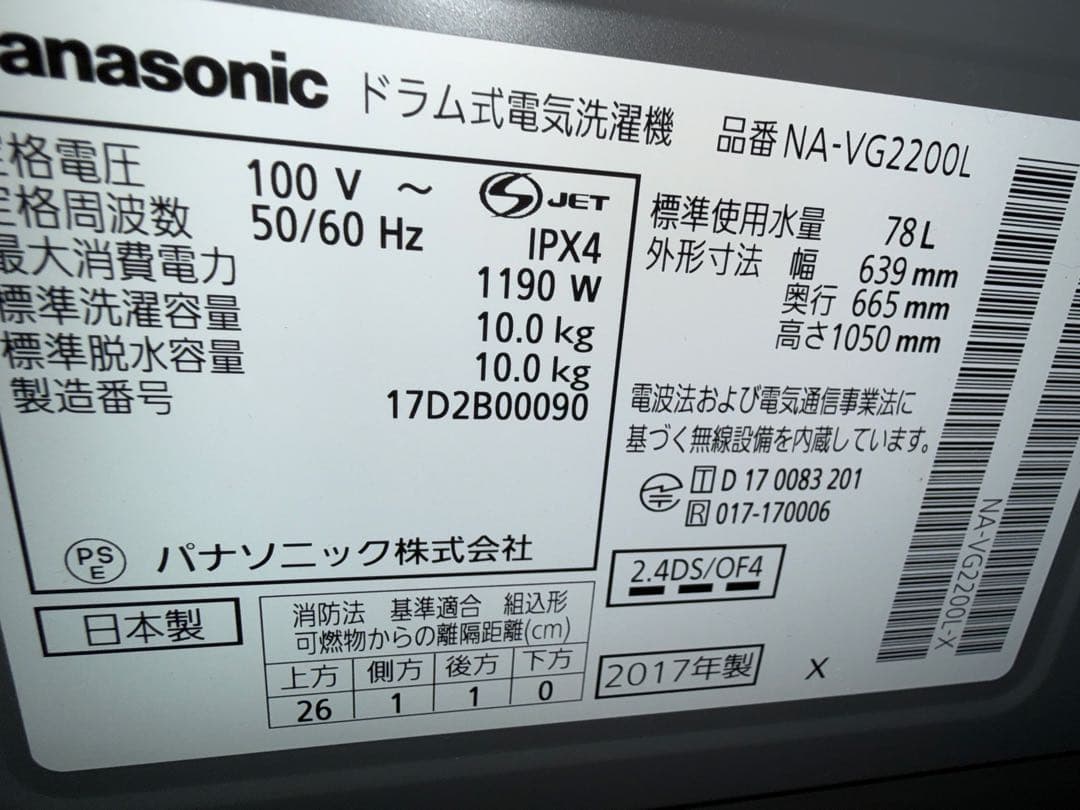 anasonic ドラム式電気洗濯機 品番 NA-VG2200L
格電圧 100 V ～ S JET
定格周波数 50/60 Hz IPX4
最大消費電力 1190 W
標準洗濯容量 10.0 kg
標準脱水容量 10.0 kg
製造番号 17D2B00090
PS
E
パナソニック株式会社
標準使用水量 78 L
外形寸法 幅 639 mm
奥行 665 mm
高さ 1050 mm
電波法および電気通信事業法に
基づく無線設備を内蔵しています。
T D 17 0083 201
R 017-170006
2.4DS/OF4
日本製
消防法 基準適合 組込形
可燃物からの離隔距離(cm)
上方 側方 後方 下方
26 1 1 0
2017年製 X
NA-VG2200L-X